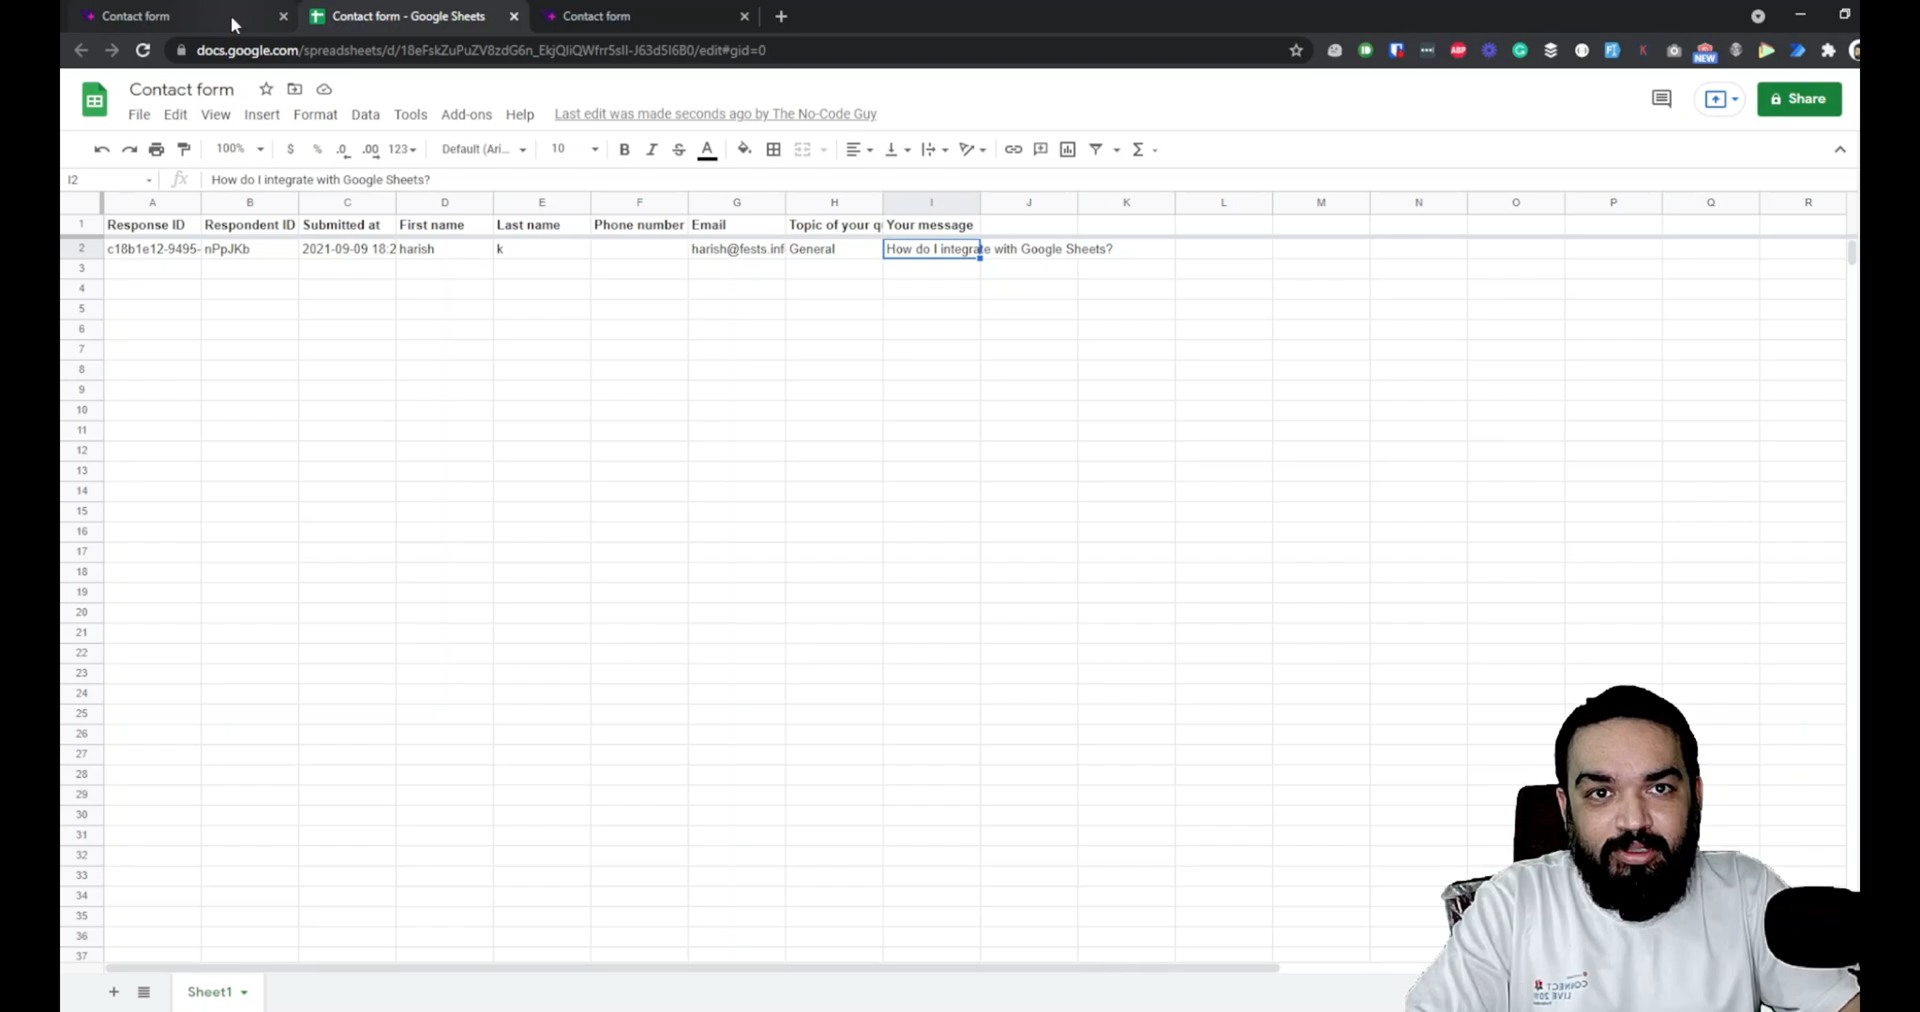 Contact form
Contact form - Google Sheets
Contact form
docs.google.com/spreadsheets/d/18eFskZuPuZV8zdG6n_EkjQIiQWfrr5sII-J63d5I6B0/edit#gid=0
ABP
NEW
Contact form
File Edit View Insert Format Data Tools Add-ons Help Last edit was made seconds ago by The No-Code Guy
Share
100% $ % .0 .00 123 Default (Ari... 10 B I S A
I2 fx How do I integrate with Google Sheets?
A B C D E F G H I J K L M N O P Q R
1 Response ID Respondent ID Submitted at First name Last name Phone number Email Topic of your q Your message
2 c18b1e12-9495- nPpJKb 2021-09-09 18:2 harish k harish@fests.inf General How do I integrate with Google Sheets?
3
4
5
6
7
8
9
10
11
12
13
14
15
16
17
18
19
20
21
22
23
24
25
26
27
28
29
30
31
32
33
34
35
36
37
Sheet1
CONNECT